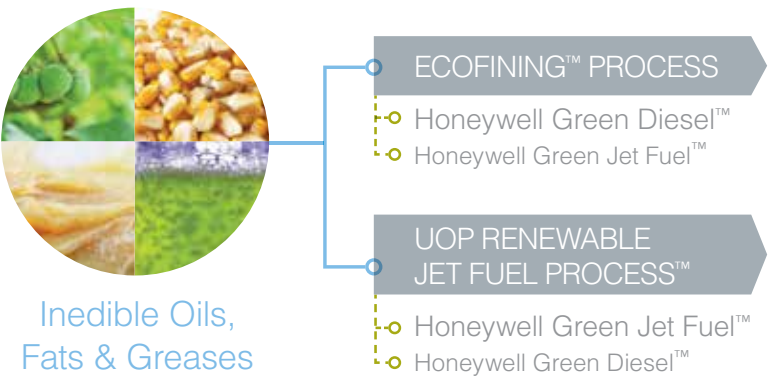 ECOFINING™ PROCESS
Honeywell Green Diesel™
Honeywell Green Jet Fuel™
UOP RENEWABLE
JET FUEL PROCESS™
Honeywell Green Jet Fuel™
Honeywell Green Diesel™
Inedible Oils,
Fats & Greases